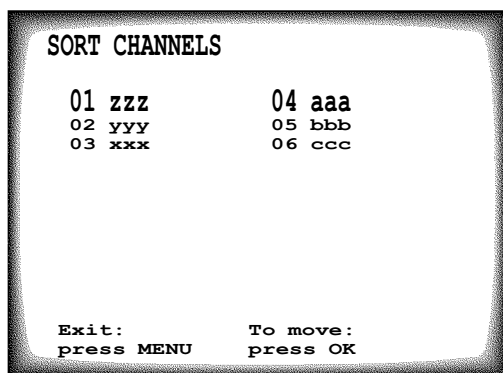 SORT CHANNELS
01 zzz 04 aaa
02 yyy 05 bbb
03 xxx 06 ccc
Exit: To move:
press MENU press OK